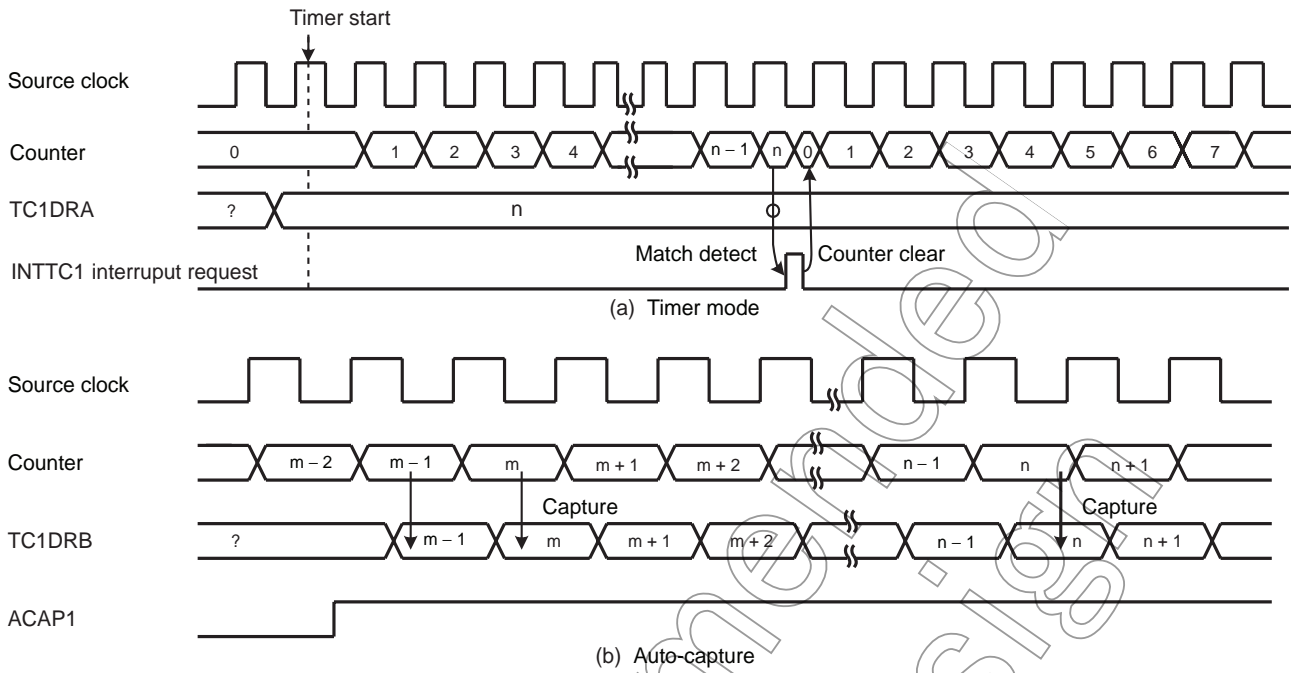 Timer start
Source clock
Counter
0 1 2 3 4 n – 1 n 0 1 2 3 4 5 6 7
TC1DRA
? n
Match detect Counter clear
INTTC1 interruput request
(a) Timer mode
Source clock
Counter
m – 2 m – 1 m m + 1 m + 2 n – 1 n n + 1
Capture Capture
TC1DRB
? m – 1 m m + 1 m + 2 n – 1 n n + 1
ACAP1
(b) Auto-capture
mended
sign